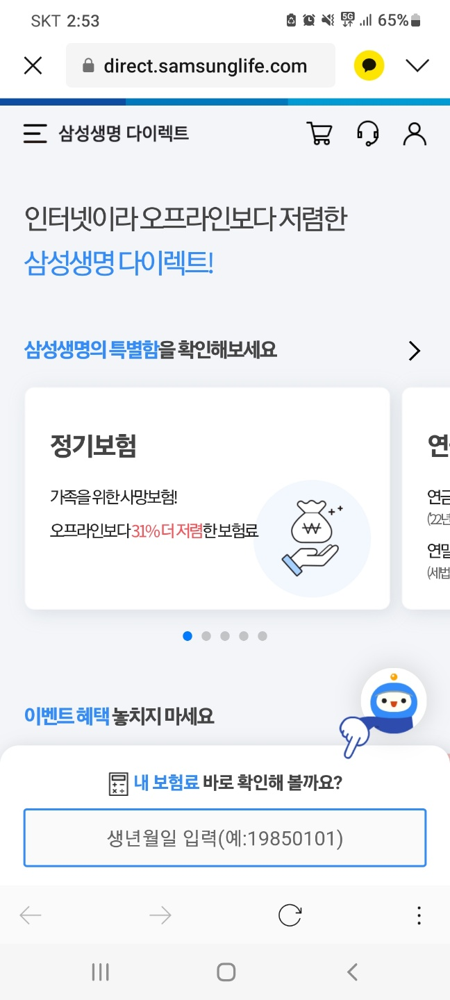 SKT 2:53
5G
65%
direct.samsunglife.com
삼성생명 다이렉트
인터넷이라 오프라인보다 저렴한
삼성생명 다이렉트!
삼성생명의 특별함을 확인해보세요
정기보험
가족을 위한 사망보험!
오프라인보다 31% 더 저렴한 보험료
₩
연
연금
('22년
연말
(세법
이벤트 혜택 놓치지 마세요
내 보험료 바로 확인해 볼까요?
생년월일 입력(예:19850101)